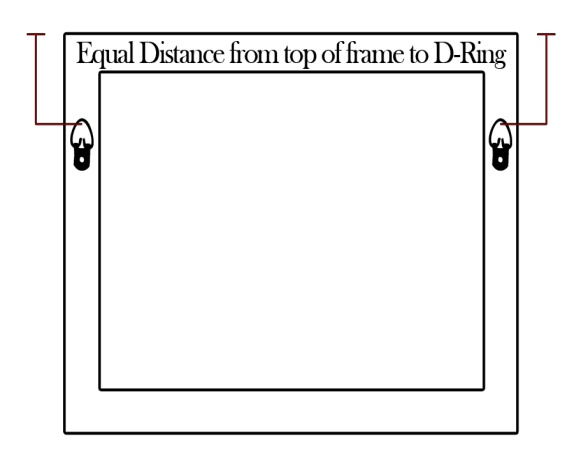 Equal Distance from top of frame to D-Ring